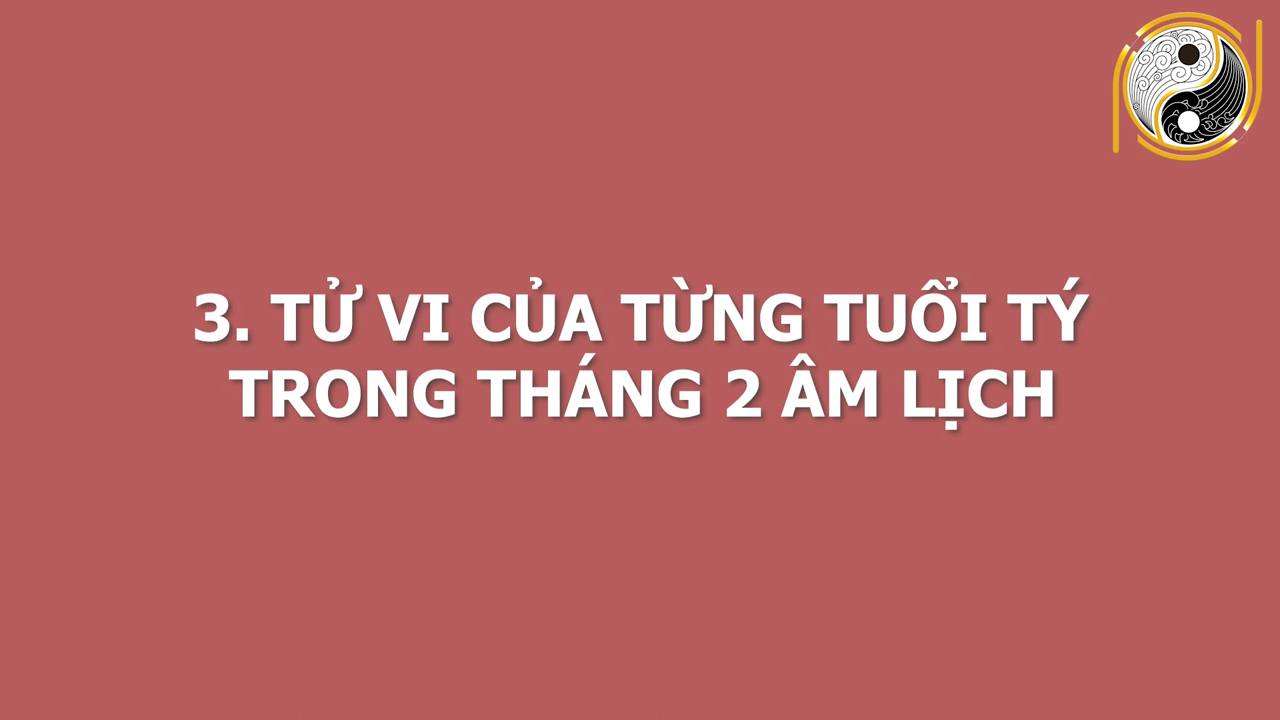 3. TỬ VI CỦA TỪNG TUỔI TÝ
TRONG THÁNG 2 ÂM LỊCH